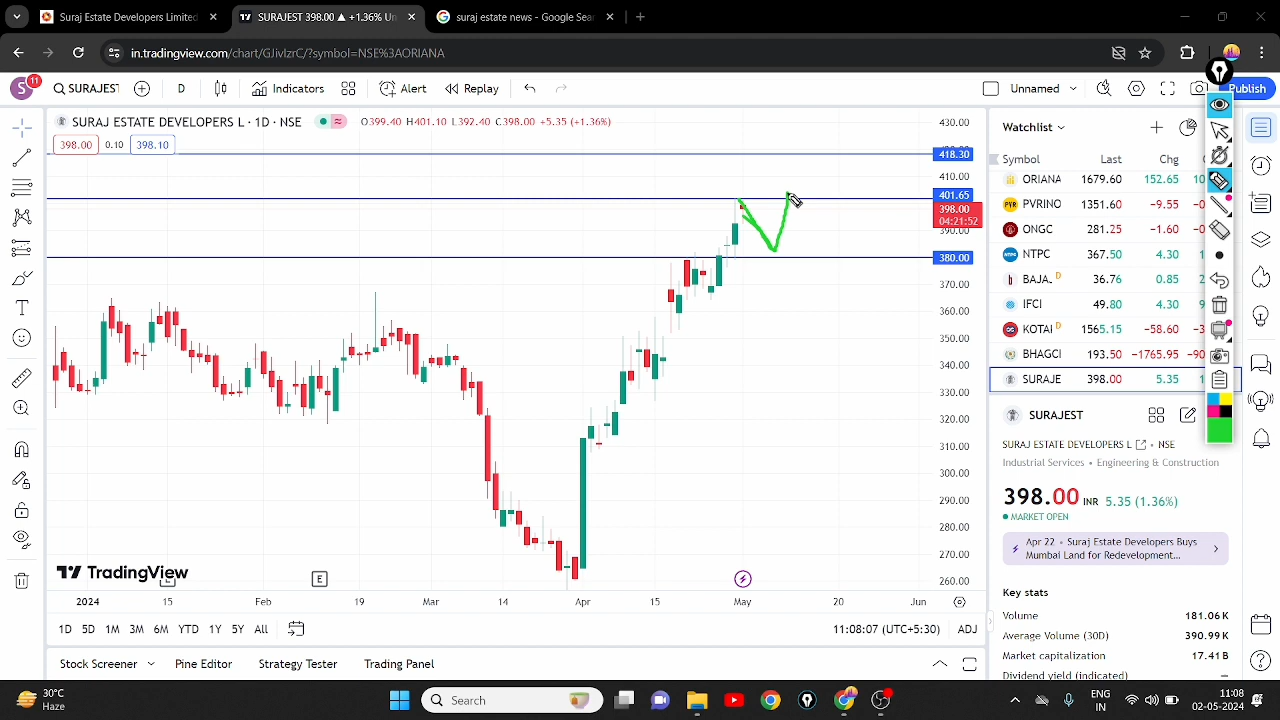 Suraj Estate Developers Limited
SURAJEST 398.00 ▲ +1.36% Un
suraj estate news - Google Sear
in.tradingview.com/chart/GJivlzrC/?symbol=NSE%3AORIANA
S 11 SURAJEST D Indicators Alert Replay Unnamed Publish
SURAJ ESTATE DEVELOPERS L · 1D · NSE O399.40 H401.10 L392.40 C398.00 +5.35 (+1.36%)
398.00 0.10 398.10
430.00
418.30
410.00
401.65
398.00
04:21:52
390.00
380.00
370.00
360.00
350.00
340.00
330.00
320.00
310.00
300.00
290.00
280.00
270.00
260.00
TradingView
E E
2024 15 Feb 19 Mar 14 Apr 15 May 20 Jun
1D 5D 1M 3M 6M YTD 1Y 5Y All 11:08:07 (UTC+5:30) ADJ
Stock Screener Pine Editor Strategy Tester Trading Panel
Watchlist
Symbol Last Chg
ORIANA 1679.60 152.65 10
PVRINO 1351.60 -9.55 -
ONGC 281.25 -1.60 -
NTPC 367.50 4.30
BAJA. D 36.76 0.85 2
IFCI 49.80 4.30 9
KOTAI D 1565.15 -58.60 -3
BHAGCI 193.50 -1765.95 -90
SURAJE 398.00 5.35 1
SURAJEST
SURAJ ESTATE DEVELOPERS L · NSE
Industrial Services • Engineering & Construction
398.00 INR 5.35 (1.36%)
MARKET OPEN
Apr 22 • Suraj Estate Developers Buys
Mumbai Land for Redevelopment...
Key stats
Volume 181.06K
Average Volume (30D) 390.99K
Market capitalization 17.41B
Dividend yield (indicated) —
30°C
Haze
Search
ENG
IN
11:08
02-05-2024